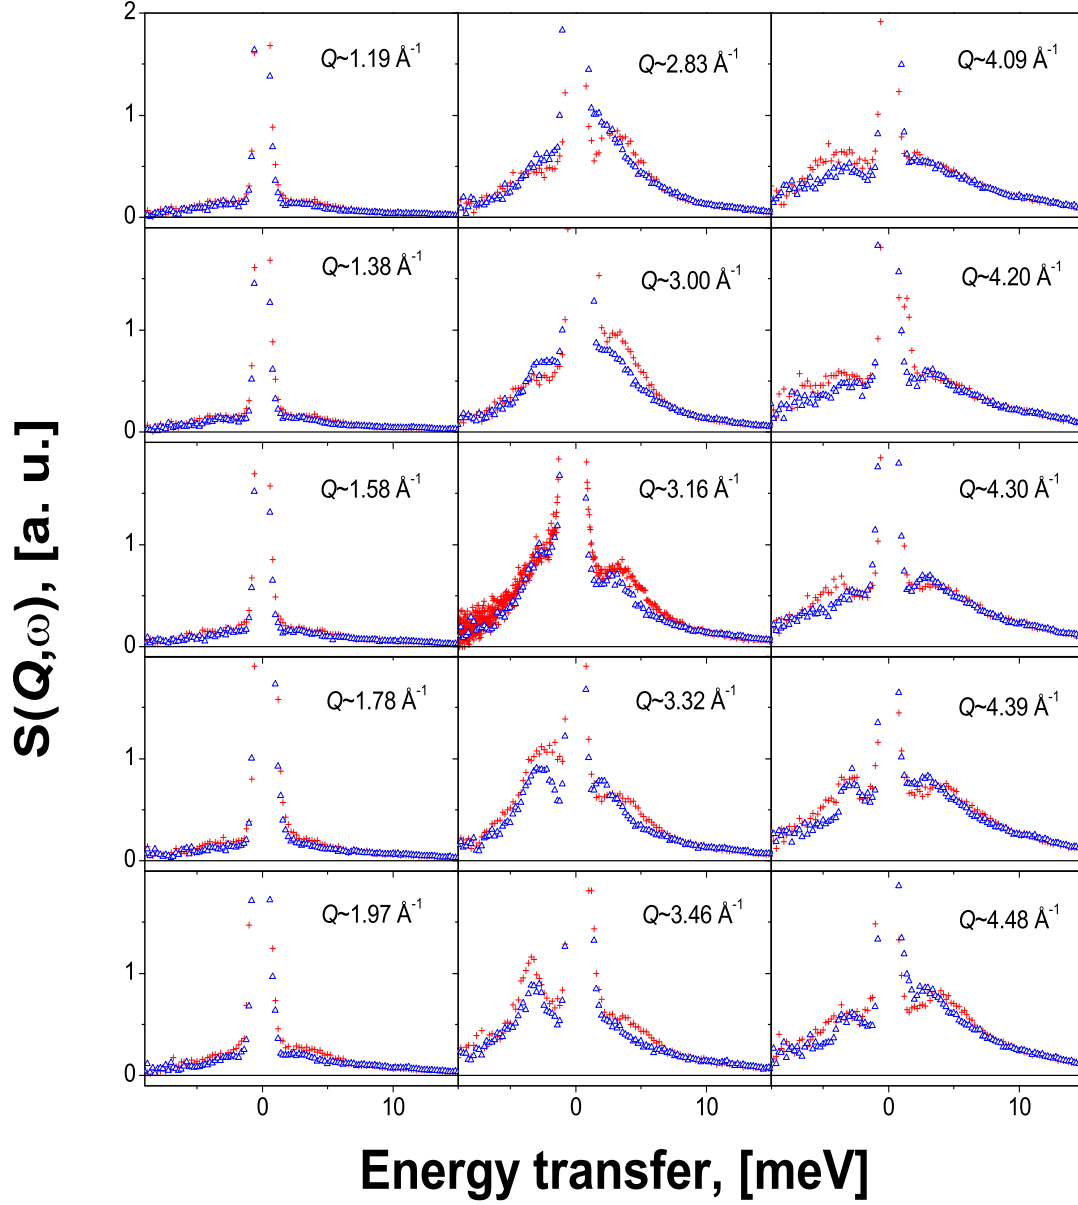 2
Q~1.19 Å⁻¹
Q~2.83 Å⁻¹
Q~4.09 Å⁻¹
1
0
Q~1.38 Å⁻¹
Q~3.00 Å⁻¹
Q~4.20 Å⁻¹
1
0
Q~1.58 Å⁻¹
Q~3.16 Å⁻¹
Q~4.30 Å⁻¹
1
0
Q~1.78 Å⁻¹
Q~3.32 Å⁻¹
Q~4.39 Å⁻¹
1
0
Q~1.97 Å⁻¹
Q~3.46 Å⁻¹
Q~4.48 Å⁻¹
1
0
0 10 0 10 0 10
S(Q,ω), [a. u.]
Energy transfer, [meV]